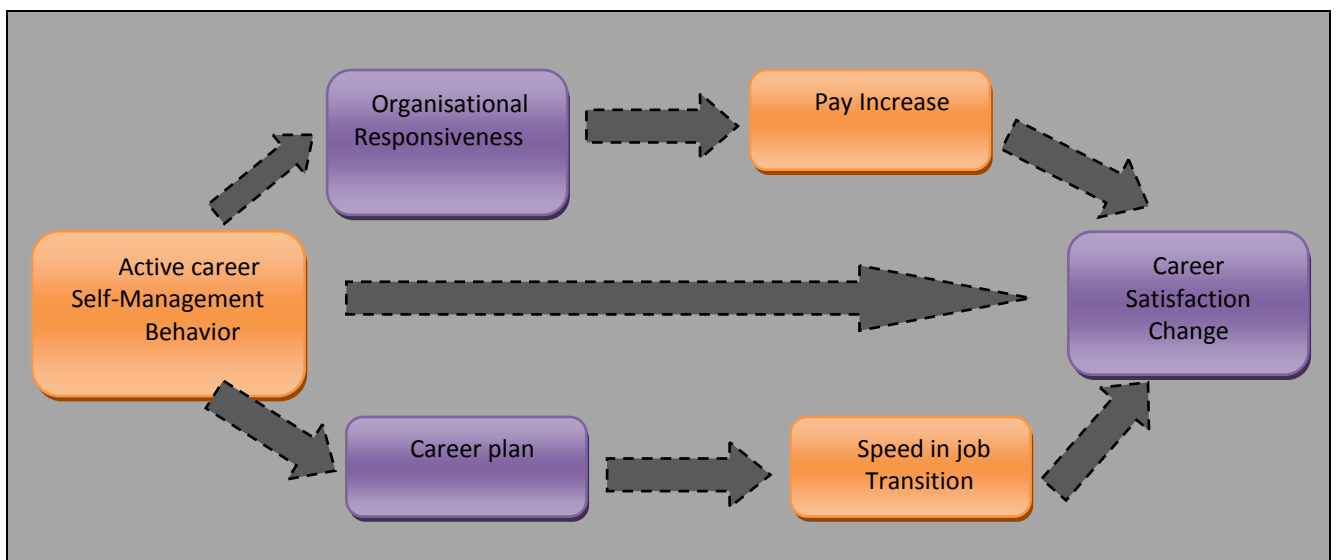 Organisational
Responsiveness
Pay Increase
Active career
Self-Management
Behavior
Career
Satisfaction
Change
Career plan
Speed in job
Transition